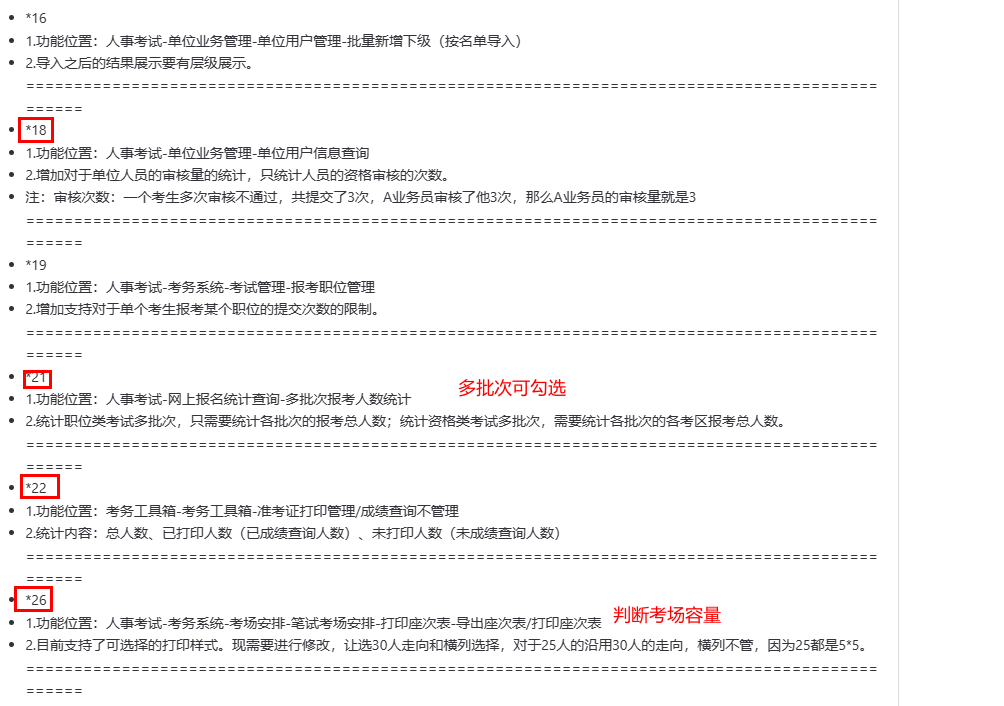 *16
1.功能位置：人事考试-单位业务管理-单位用户管理-批量新增下级（按名单导入）
2.导入之后的结果展示要有层级展示。
===========================================================================================
======
*18
1.功能位置：人事考试-单位业务管理-单位用户信息查询
2.增加对于单位人员的审核量的统计，只统计人员的资格审核的次数。
注：审核次数：一个考生多次审核不通过，共提交了3次，A业务员审核了他3次，那么A业务员的审核量就是3
===========================================================================================
======
*19
1.功能位置：人事考试-考务系统-考试管理-报考职位管理
2.增加支持对于单个考生报考某个职位的提交次数的限制。
===========================================================================================
======
*21
多批次可勾选
1.功能位置：人事考试-网上报名统计查询-多批次报考人数统计
2.统计职位类考试多批次，只需要统计各批次的报考总人数；统计资格类考试多批次，需要统计各批次的各考区报考总人数。
===========================================================================================
======
*22
1.功能位置：考务工具箱-考务工具箱-准考证打印管理/成绩查询不管理
2.统计内容：总人数、已打印人数（已成绩查询人数）、未打印人数（未成绩查询人数）
===========================================================================================
======
*26
判断考场容量
1.功能位置：人事考试-考务系统-考场安排-笔试考场安排-打印座次表-导出座次表/打印座次表
2.目前支持了可选择的打印样式。现需要进行修改，让选30人走向和横列选择，对于25人的沿用30人的走向，横列不管，因为25都是5*5。
===========================================================================================
======